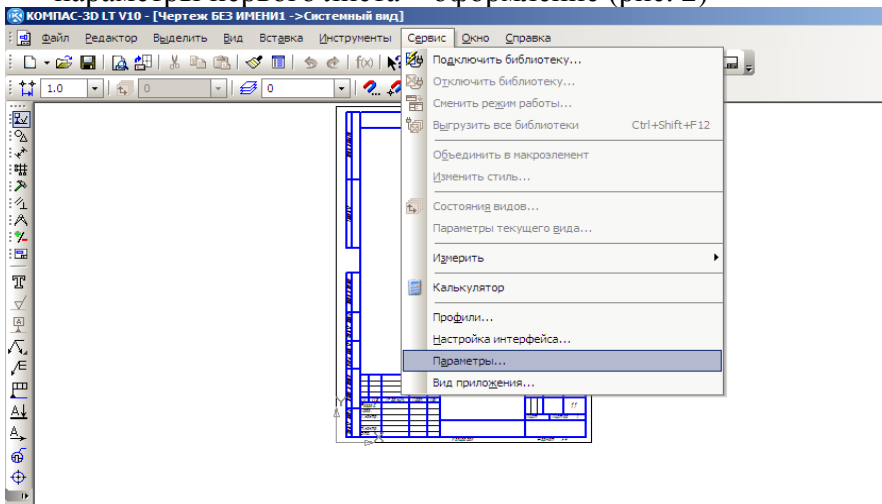 параметры первого листа – оформление (рис. 2)
КОМПАС-3D LT V10 - [Чертеж БЕЗ ИМЕНИ1 ->Системный вид]
Файл Редактор Выделить Вид Вставка Инструменты Сервис Окно Справка
f(x)
1.0 0 0
Подключить библиотеку...
Отключить библиотеку...
Сменить режим работы...
Выгрузить все библиотеки Ctrl+Shift+F12
Объединить в макроэлемент
Изменить стиль...
Состояния видов...
Параметры текущего вида...
Измерить
Калькулятор
Профили...
Настройка интерфейса...
Параметры...
Вид приложения...
Y
X